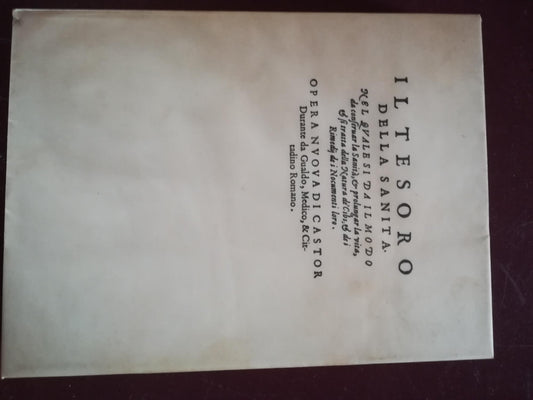 IL TESORO
DELLA SANITA.
NEL QVALE SI DA IL MODO
da conseruar la Sanità, & prolungar la vita,
& si tratta della Natura de' Cibi, & de i
Rimedij de i Nocumenti loro.
OPERA NVOVA DI CASTOR
Durante da Gualdo, Medico, & Cit-
tadino Romano.